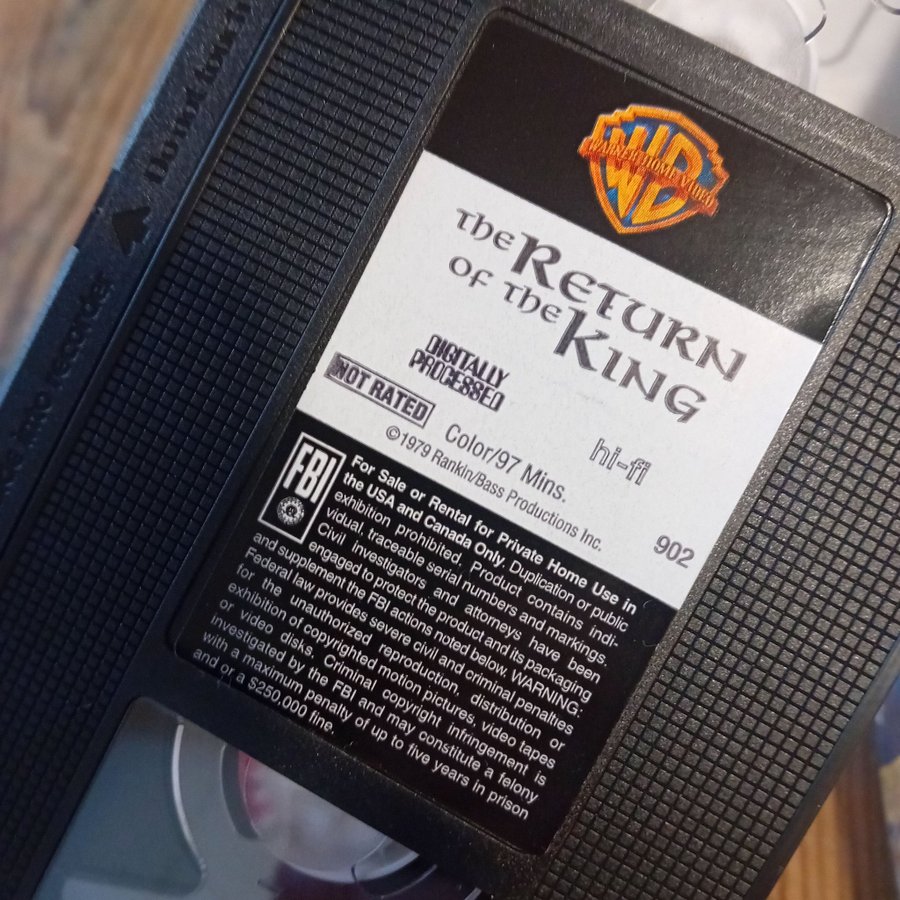 Do not touch
into recorder
WARNER HOME VIDEO
WB
The RETURN
OF The KING
DIGITALLY
PROCESSED
NOT RATED
Color/97 Mins.
hi-fi
©1979 Rankin/Bass Productions Inc.
902
FBI
For Sale or Rental for Private Home Use in
the USA and Canada Only. Duplication or public
exhibition prohibited. Product contains indi-
vidual, traceable serial numbers and markings.
Civil Investigators and attorneys have been
engaged to protect the product and its packaging
and supplement the FBI actions noted below. WARNING:
Federal law provides severe civil and criminal penalties
for the unauthorized reproduction, distribution or
exhibition of copyrighted motion pictures, video tapes
or video disks. Criminal copyright infringement is
investigated by the FBI and may constitute a felony
with a maximum penalty of up to five years in prison
and or a $250,000 fine.